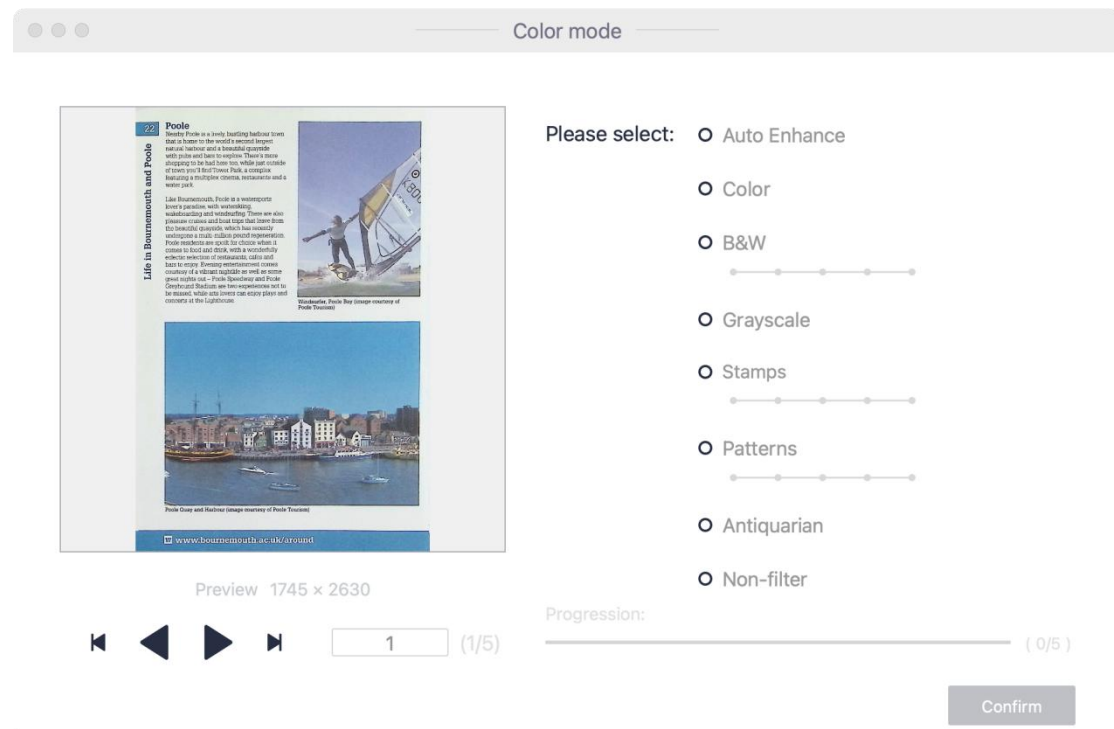 Color mode
22
Poole
Nearby Poole is a lively, bustling harbour town
that is home to the world's second largest
natural harbour and a beautiful quayside
with pubs and bars to explore. There's more
shopping to be had here too, while just outside
of town you'll find Tower Park, a complex
featuring a multiplex cinema, restaurants and a
water park.
Like Bournemouth, Poole is a watersports
lover's paradise, with waterskiing,
wakeboarding and windsurfing. There are also
pleasure cruises and boat trips that leave from
the beautiful quayside, which has recently
undergone a multi-million pound regeneration.
Poole residents are spoilt for choice when it
comes to food and drink, with a wonderfully
eclectic selection of restaurants, cafes and
bars to enjoy. Evening entertainment comes
courtesy of a vibrant nightlife as well as some
great nights out – Poole Speedway and Poole
Greyhound Stadium are two experiences not to
be missed, while arts lovers can enjoy plays and
concerts at the Lighthouse.
Life in Bournemouth and Poole
Windsurfer, Poole Bay (image courtesy of
Poole Tourism)
Poole Quay and Harbour (image courtesy of Poole Tourism)
www.bournemouth.ac.uk/around
Preview 1745 × 2630
1 (1/5)
Please select:
Auto Enhance
Color
B&W
Grayscale
Stamps
Patterns
Antiquarian
Non-filter
Progression:
( 0/5 )
Confirm